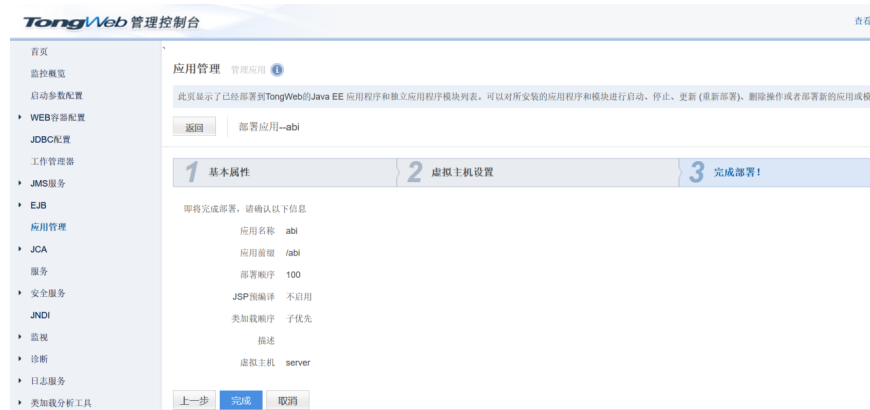 TongWeb 管理控制台
查看
首页
监控概览
启动参数配置
WEB容器配置
JDBC配置
工作管理器
JMS服务
EJB
应用管理
JCA
服务
安全服务
JNDI
监视
诊断
日志服务
类加载分析工具
应用管理 管理应用
此页显示了已经部署到TongWeb的Java EE 应用程序和独立应用程序模块列表。可以对所安装的应用程序和模块进行启动、停止、更新 (重新部署)、删除操作或者部署新的应用或模
返回 部署应用--abi
1 基本属性 2 虚拟主机设置 3 完成部署！
即将完成部署，请确认以下信息
应用名称 abi
应用前缀 /abi
部署顺序 100
JSP预编译 不启用
类加载顺序 子优先
描述
虚拟主机 server
上一步 完成 取消